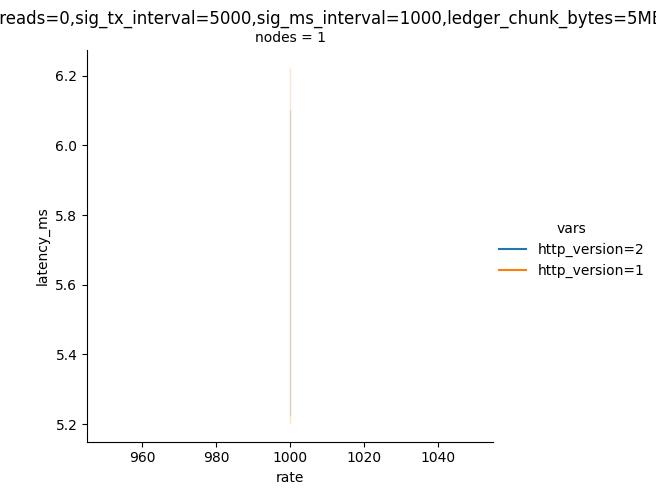 reads=0,sig_tx_interval=5000,sig_ms_interval=1000,ledger_chunk_bytes=5MB
nodes = 1
6.2
6.0
5.8
5.6
5.4
5.2
latency_ms
960
980
1000
1020
1040
rate
vars
http_version=2
http_version=1